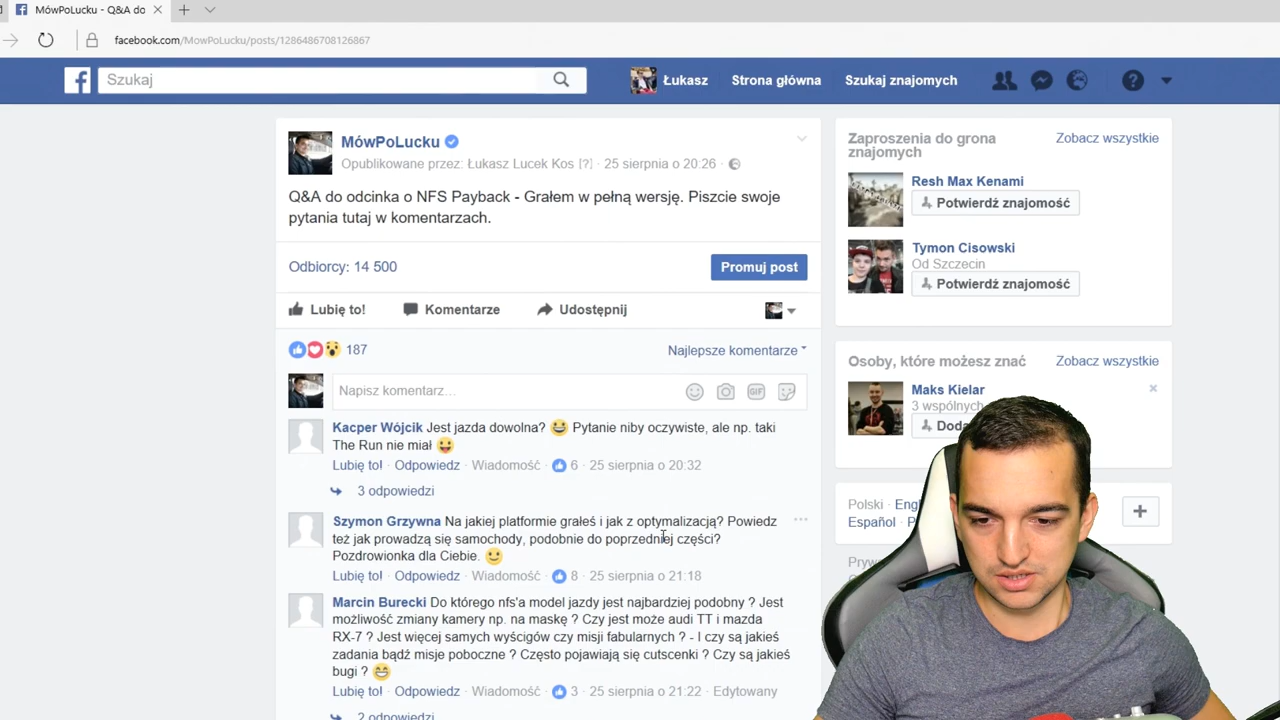 MówPoLucku - Q&A do
facebook.com/MowPoLucku/posts/1286486708126867
Szukaj
Łukasz
Strona główna
Szukaj znajomych
MówPoLucku
Opublikowane przez: Łukasz Lucek Kos [?] · 25 sierpnia o 20:26 ·
Q&A do odcinka o NFS Payback - Grałem w pełną wersję. Piszcie swoje
pytania tutaj w komentarzach.
Odbiorcy: 14 500
Promuj post
Lubię to!
Komentarze
Udostępnij
187
Najlepsze komentarze
Napisz komentarz...
GIF
Kacper Wójcik Jest jazda dowolna? 😀 Pytanie niby oczywiste, ale np. taki
The Run nie miał 😜
Lubię to! · Odpowiedz · Wiadomość · 6 · 25 sierpnia o 20:32
3 odpowiedzi
Szymon Grzywna Na jakiej platformie grałeś i jak z optymalizacją? Powiedz
też jak prowadzą się samochody, podobnie do poprzedniej części?
Pozdrowionka dla Ciebie. 🙂
Lubię to! · Odpowiedz · Wiadomość · 8 · 25 sierpnia o 21:18
Marcin Burecki Do którego nfs'a model jazdy jest najbardziej podobny ? Jest
możliwość zmiany kamery np. na maskę ? Czy jest może audi TT i mazda
RX-7 ? Jest więcej samych wyścigów czy misji fabularnych ? - I czy są jakieś
zadania bądź misje poboczne ? Często pojawiają się cutscenki ? Czy są jakieś
bugi ? 😁
Lubię to! · Odpowiedz · Wiadomość · 3 · 25 sierpnia o 21:22 · Edytowany
2 odpowiedzi
Zaproszenia do grona
znajomych
Zobacz wszystkie
Resh Max Kenami
Potwierdź znajomość
Tymon Cisowski
Od Szczecin
Potwierdź znajomość
Osoby, które możesz znać
Zobacz wszystkie
Maks Kielar
3 wspólnych
Polski ·
Español ·